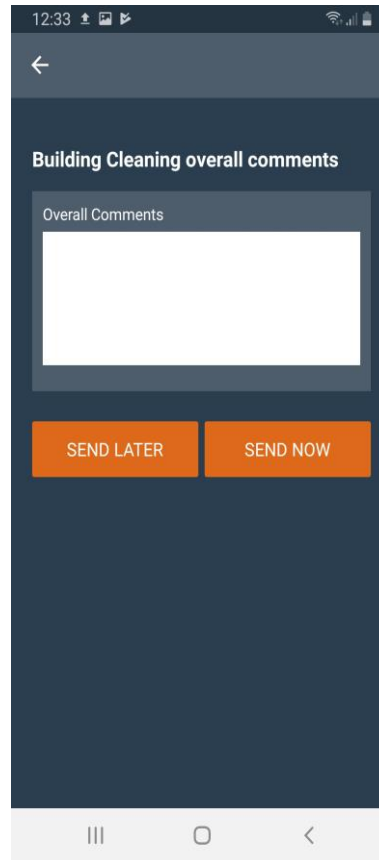 12:33
Building Cleaning overall comments
Overall Comments
SEND LATER
SEND NOW